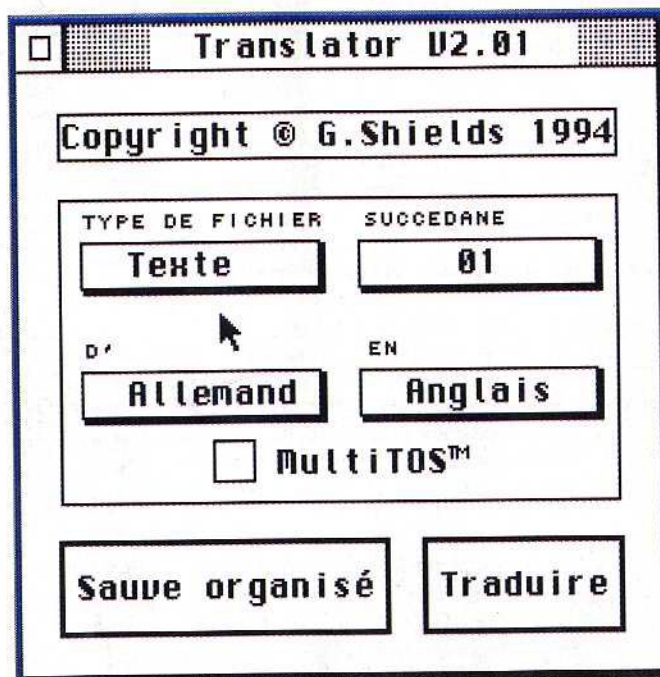 Translator V2.01
Copyright © G.Shields 1994
TYPE DE FICHIER SUCCEDANE
Texte 01
D' EN
Allemand Anglais
MultiTOS™
Sauve organisé Traduire